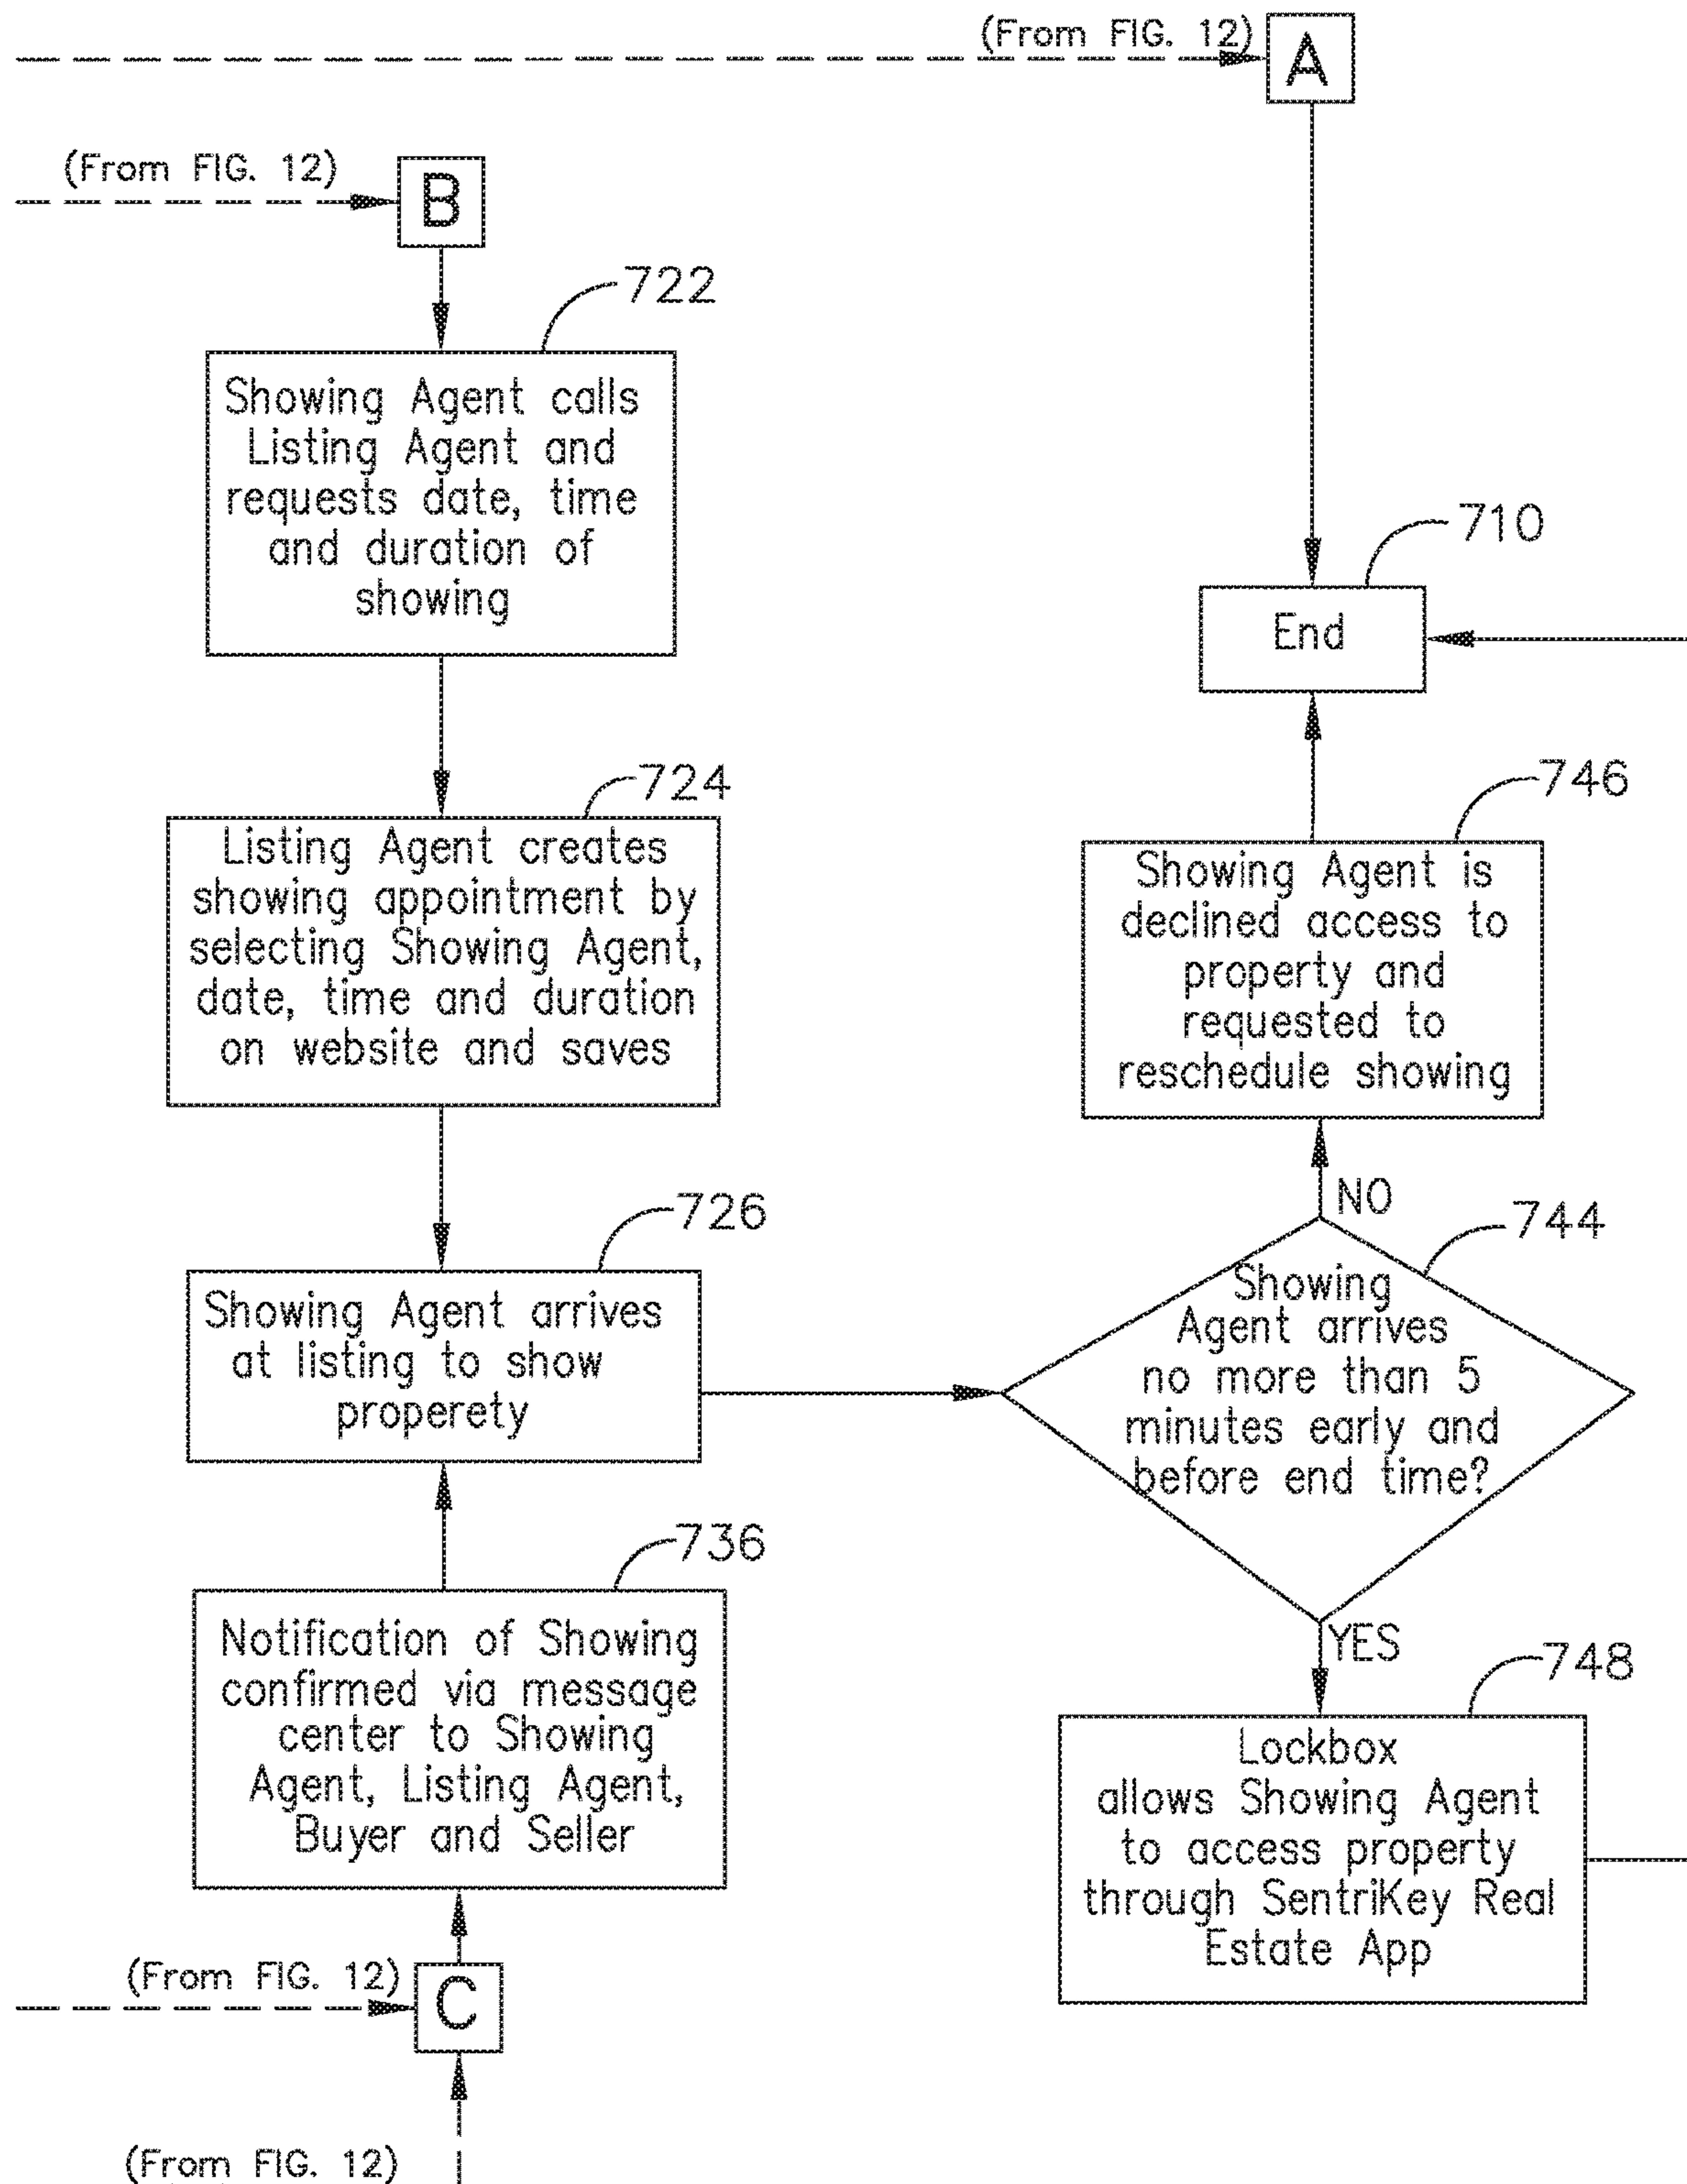 (From FIG. 12)
A
(From FIG. 12)
B
722
Showing Agent calls
Listing Agent and
requests date, time
and duration of
showing
710
End
724
Listing Agent creates
showing appointment by
selecting Showing Agent,
date, time and duration
on website and saves
746
Showing Agent is
declined access to
property and
requested to
reschedule showing
726
Showing Agent arrives
at listing to show
properety
NO
744
Showing
Agent arrives
no more than 5
minutes early and
before end time?
736
Notification of Showing
confirmed via message
center to Showing
Agent, Listing Agent,
Buyer and Seller
YES
748
Lockbox
allows Showing Agent
to access property
through SentriKey Real
Estate App
(From FIG. 12)
C
(From FIG. 12)